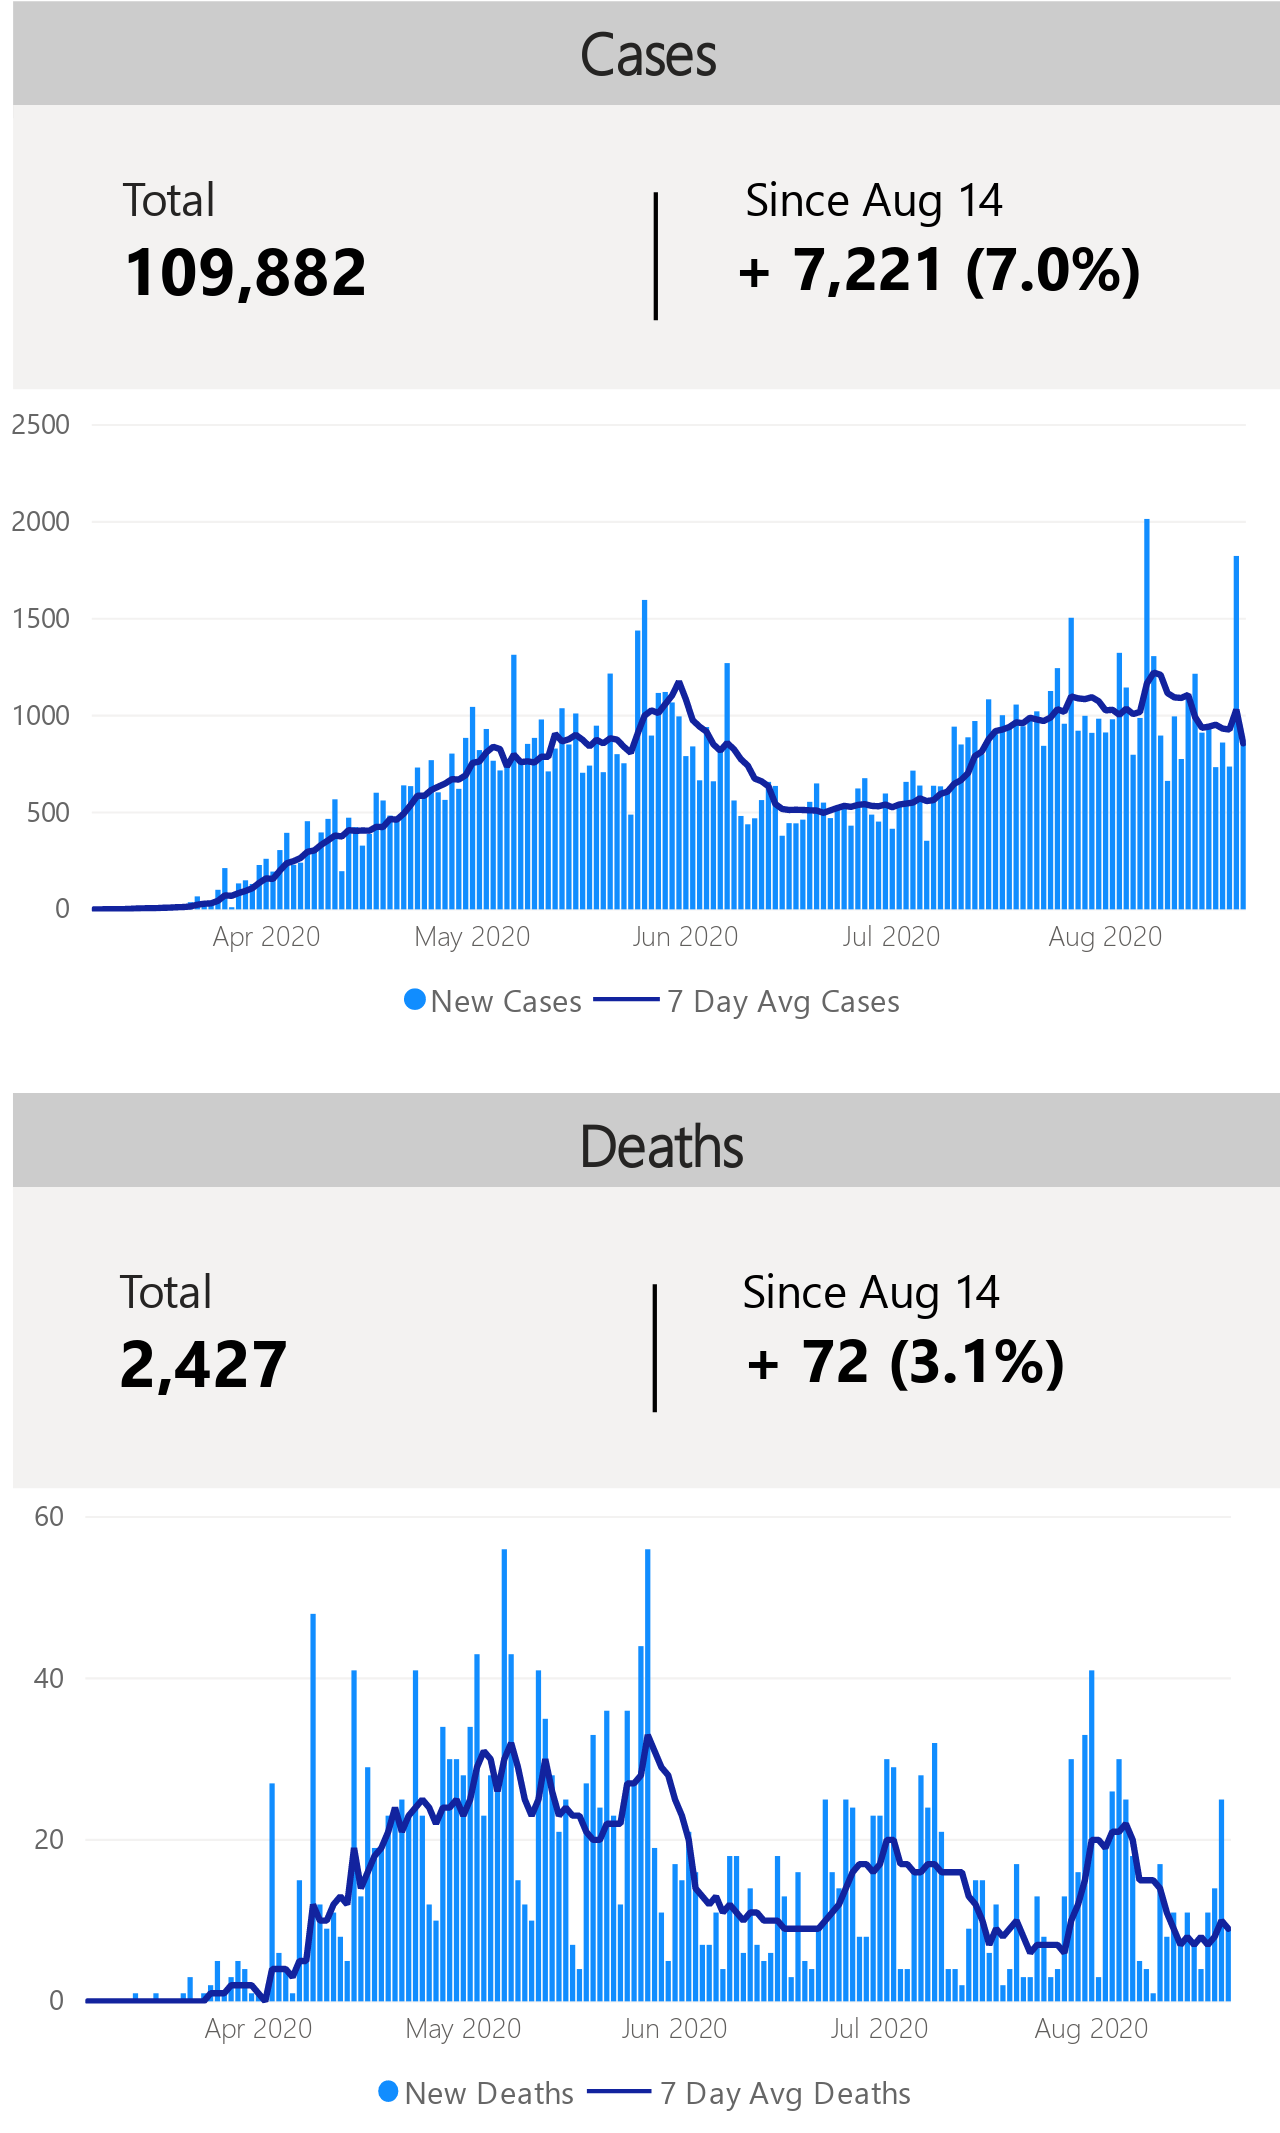 Cases
Total
Since Aug 14
109,882
+ 7,221 (7.0%)
2500
2000
1500
1000
500
0
Apr 2020 May 2020 Jun 2020 Jul 2020 Aug 2020
New Cases 7 Day Avg Cases
Deaths
Total
Since Aug 14
2,427
+ 72 (3.1%)
60
40
20
0
Apr 2020 May 2020 Jun 2020 Jul 2020 Aug 2020
New Deaths 7 Day Avg Deaths